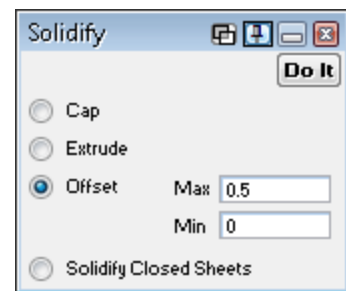 Solidify
Do It
Cap
Extrude
Offset Max 0.5
Min 0
Solidify Closed Sheets